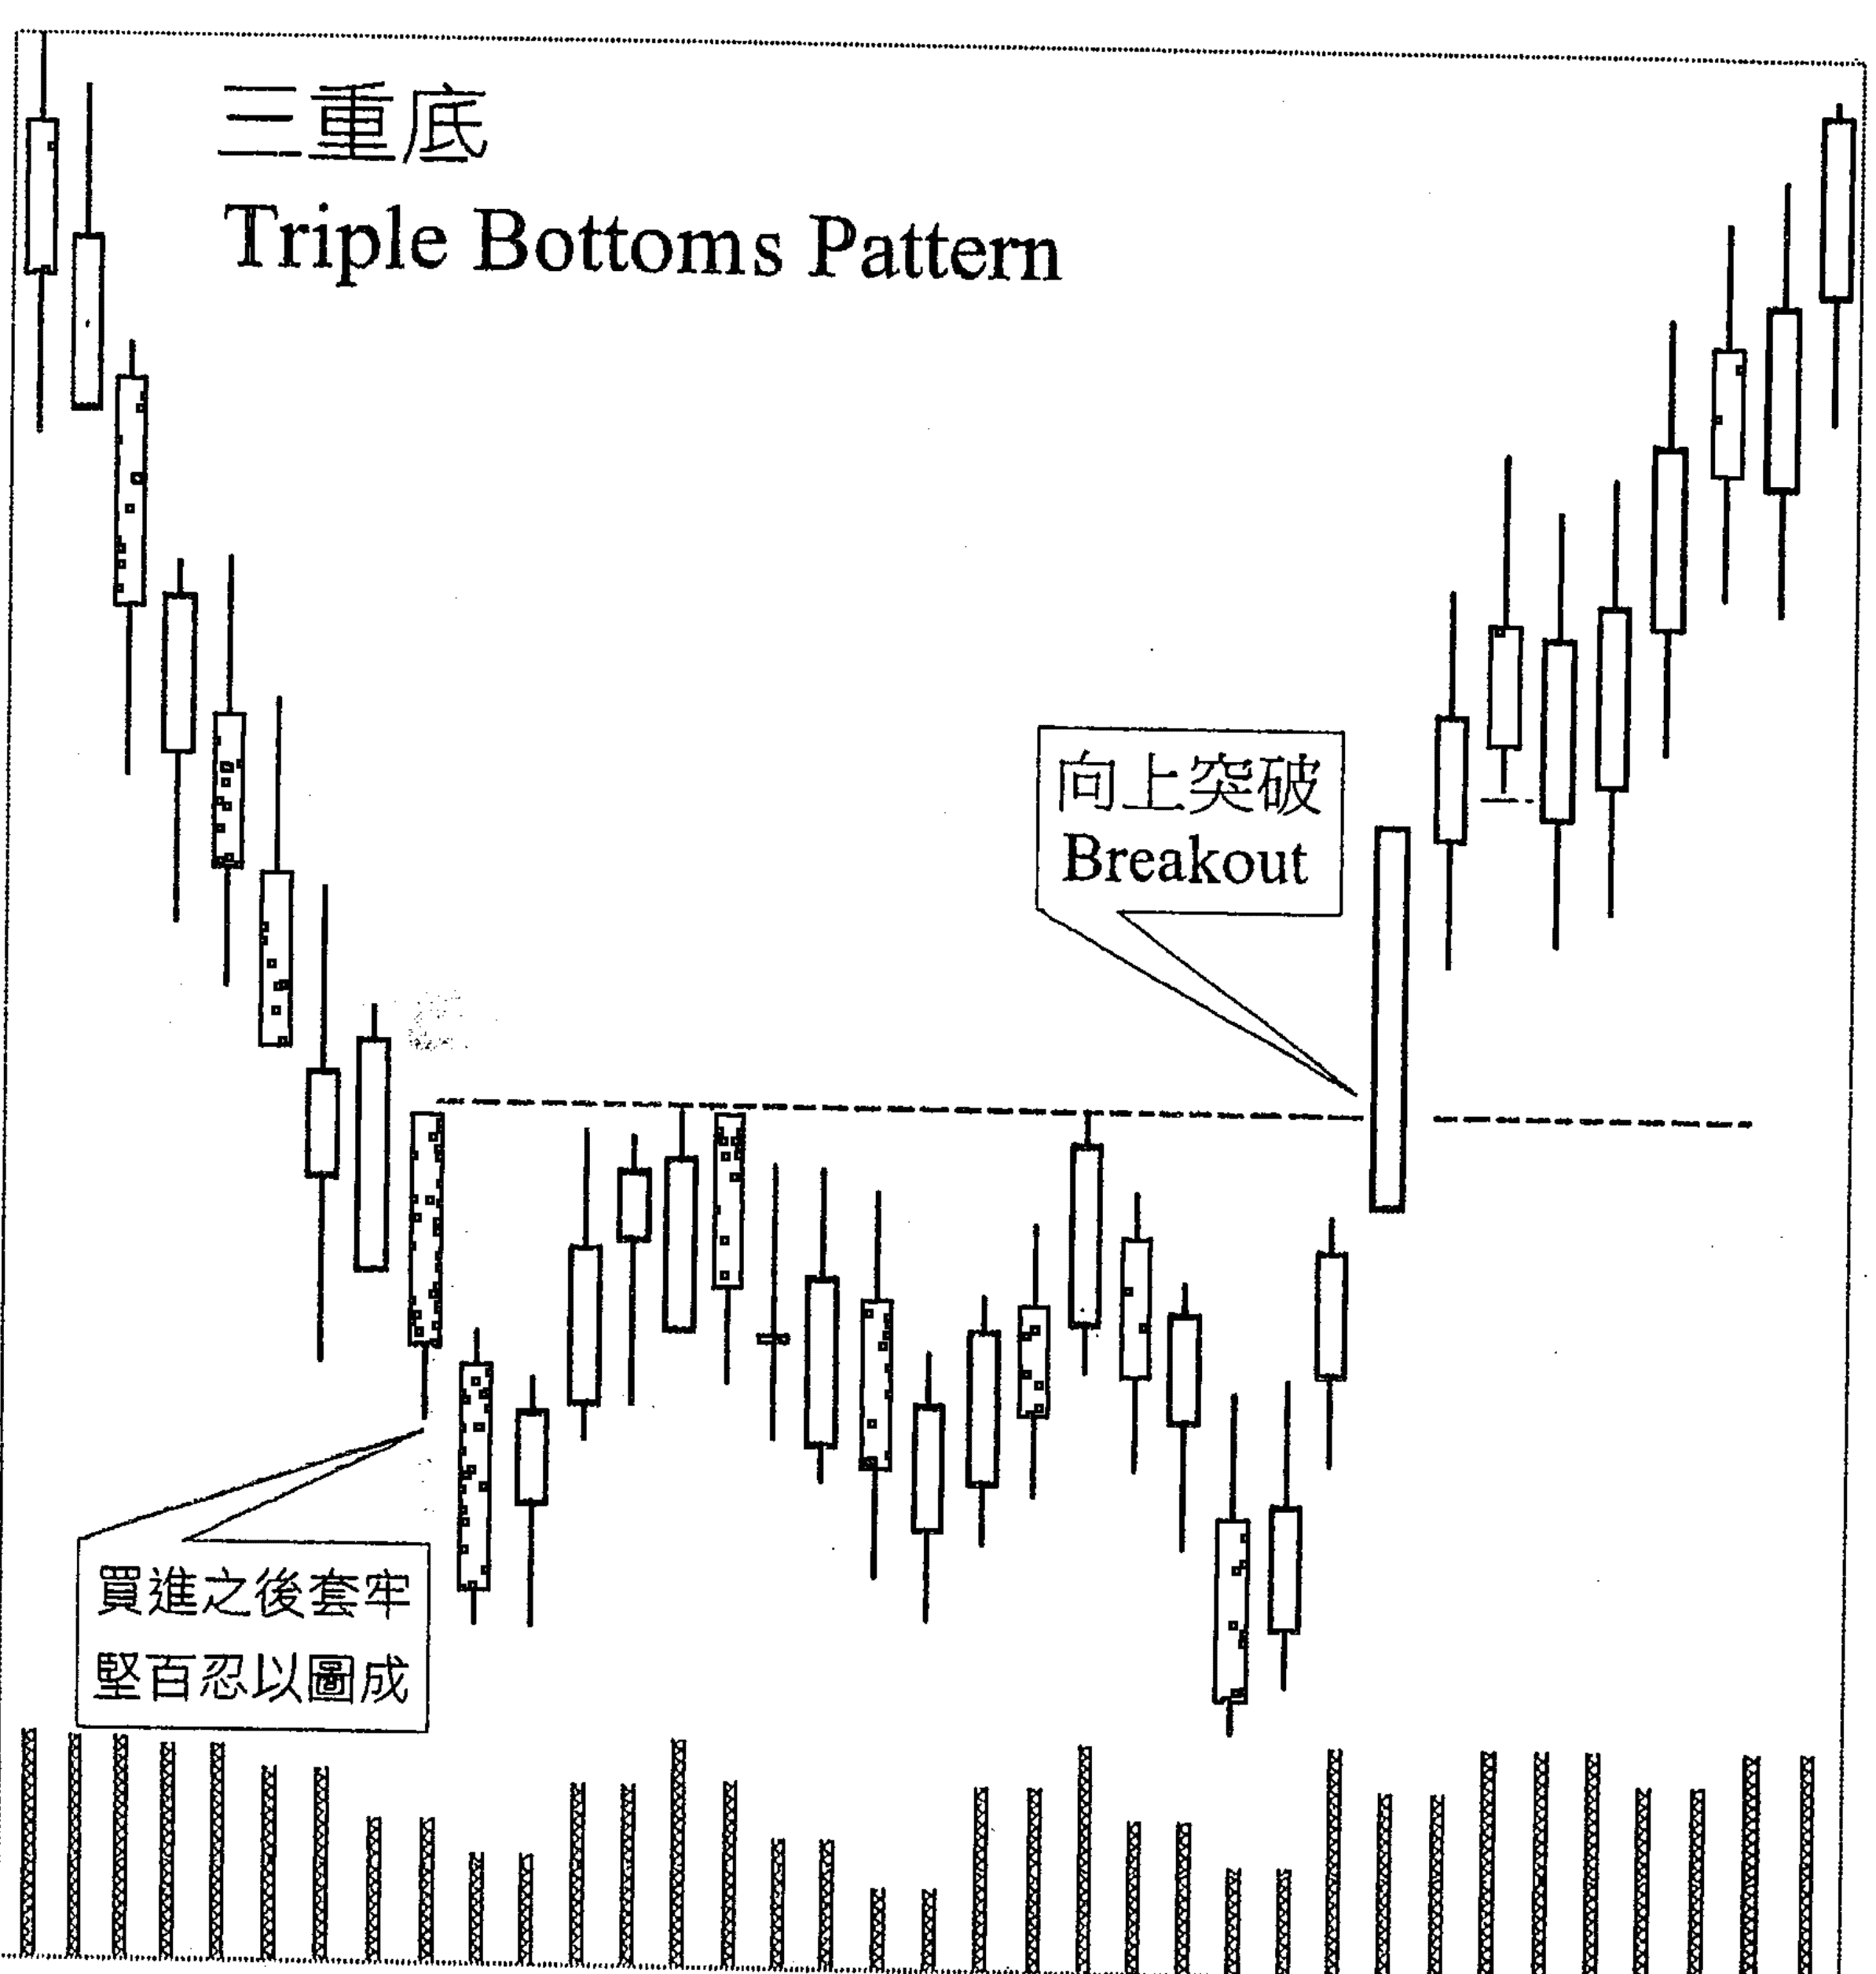 三重底
Triple Bottoms Pattern
向上突破
Breakout
買進之後套牢
堅百忍以圖成